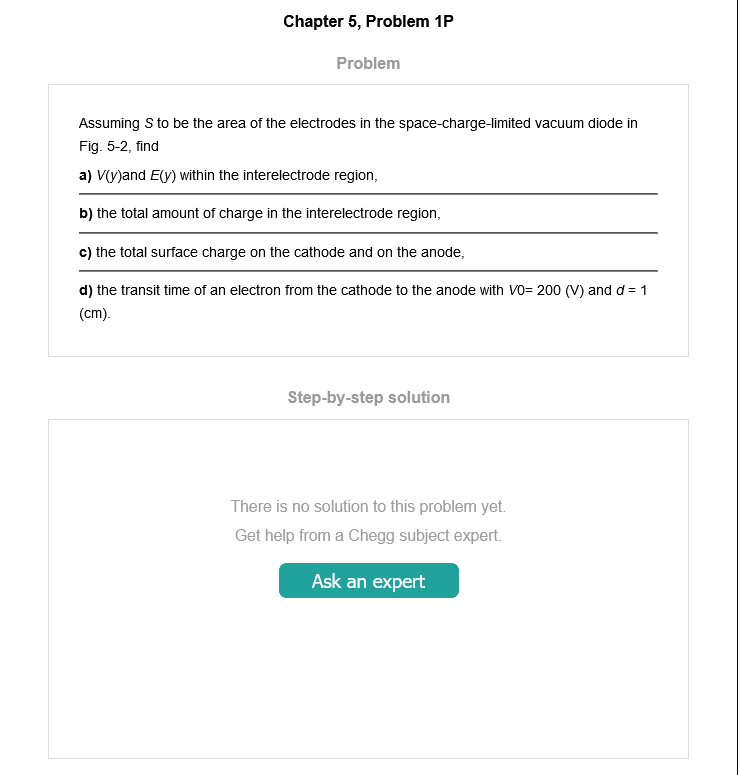 Chapter 5, Problem 1P
Problem
Assuming S to be the area of the electrodes in the space-charge-limited vacuum diode in
Fig. 5-2, find
a) V(y)and E(y) within the interelectrode region,
b) the total amount of charge in the interelectrode region,
c) the total surface charge on the cathode and on the anode,
d) the transit time of an electron from the cathode to the anode with V0= 200 (V) and d = 1
(cm).
Step-by-step solution
There is no solution to this problem yet.
Get help from a Chegg subject expert.
Ask an expert